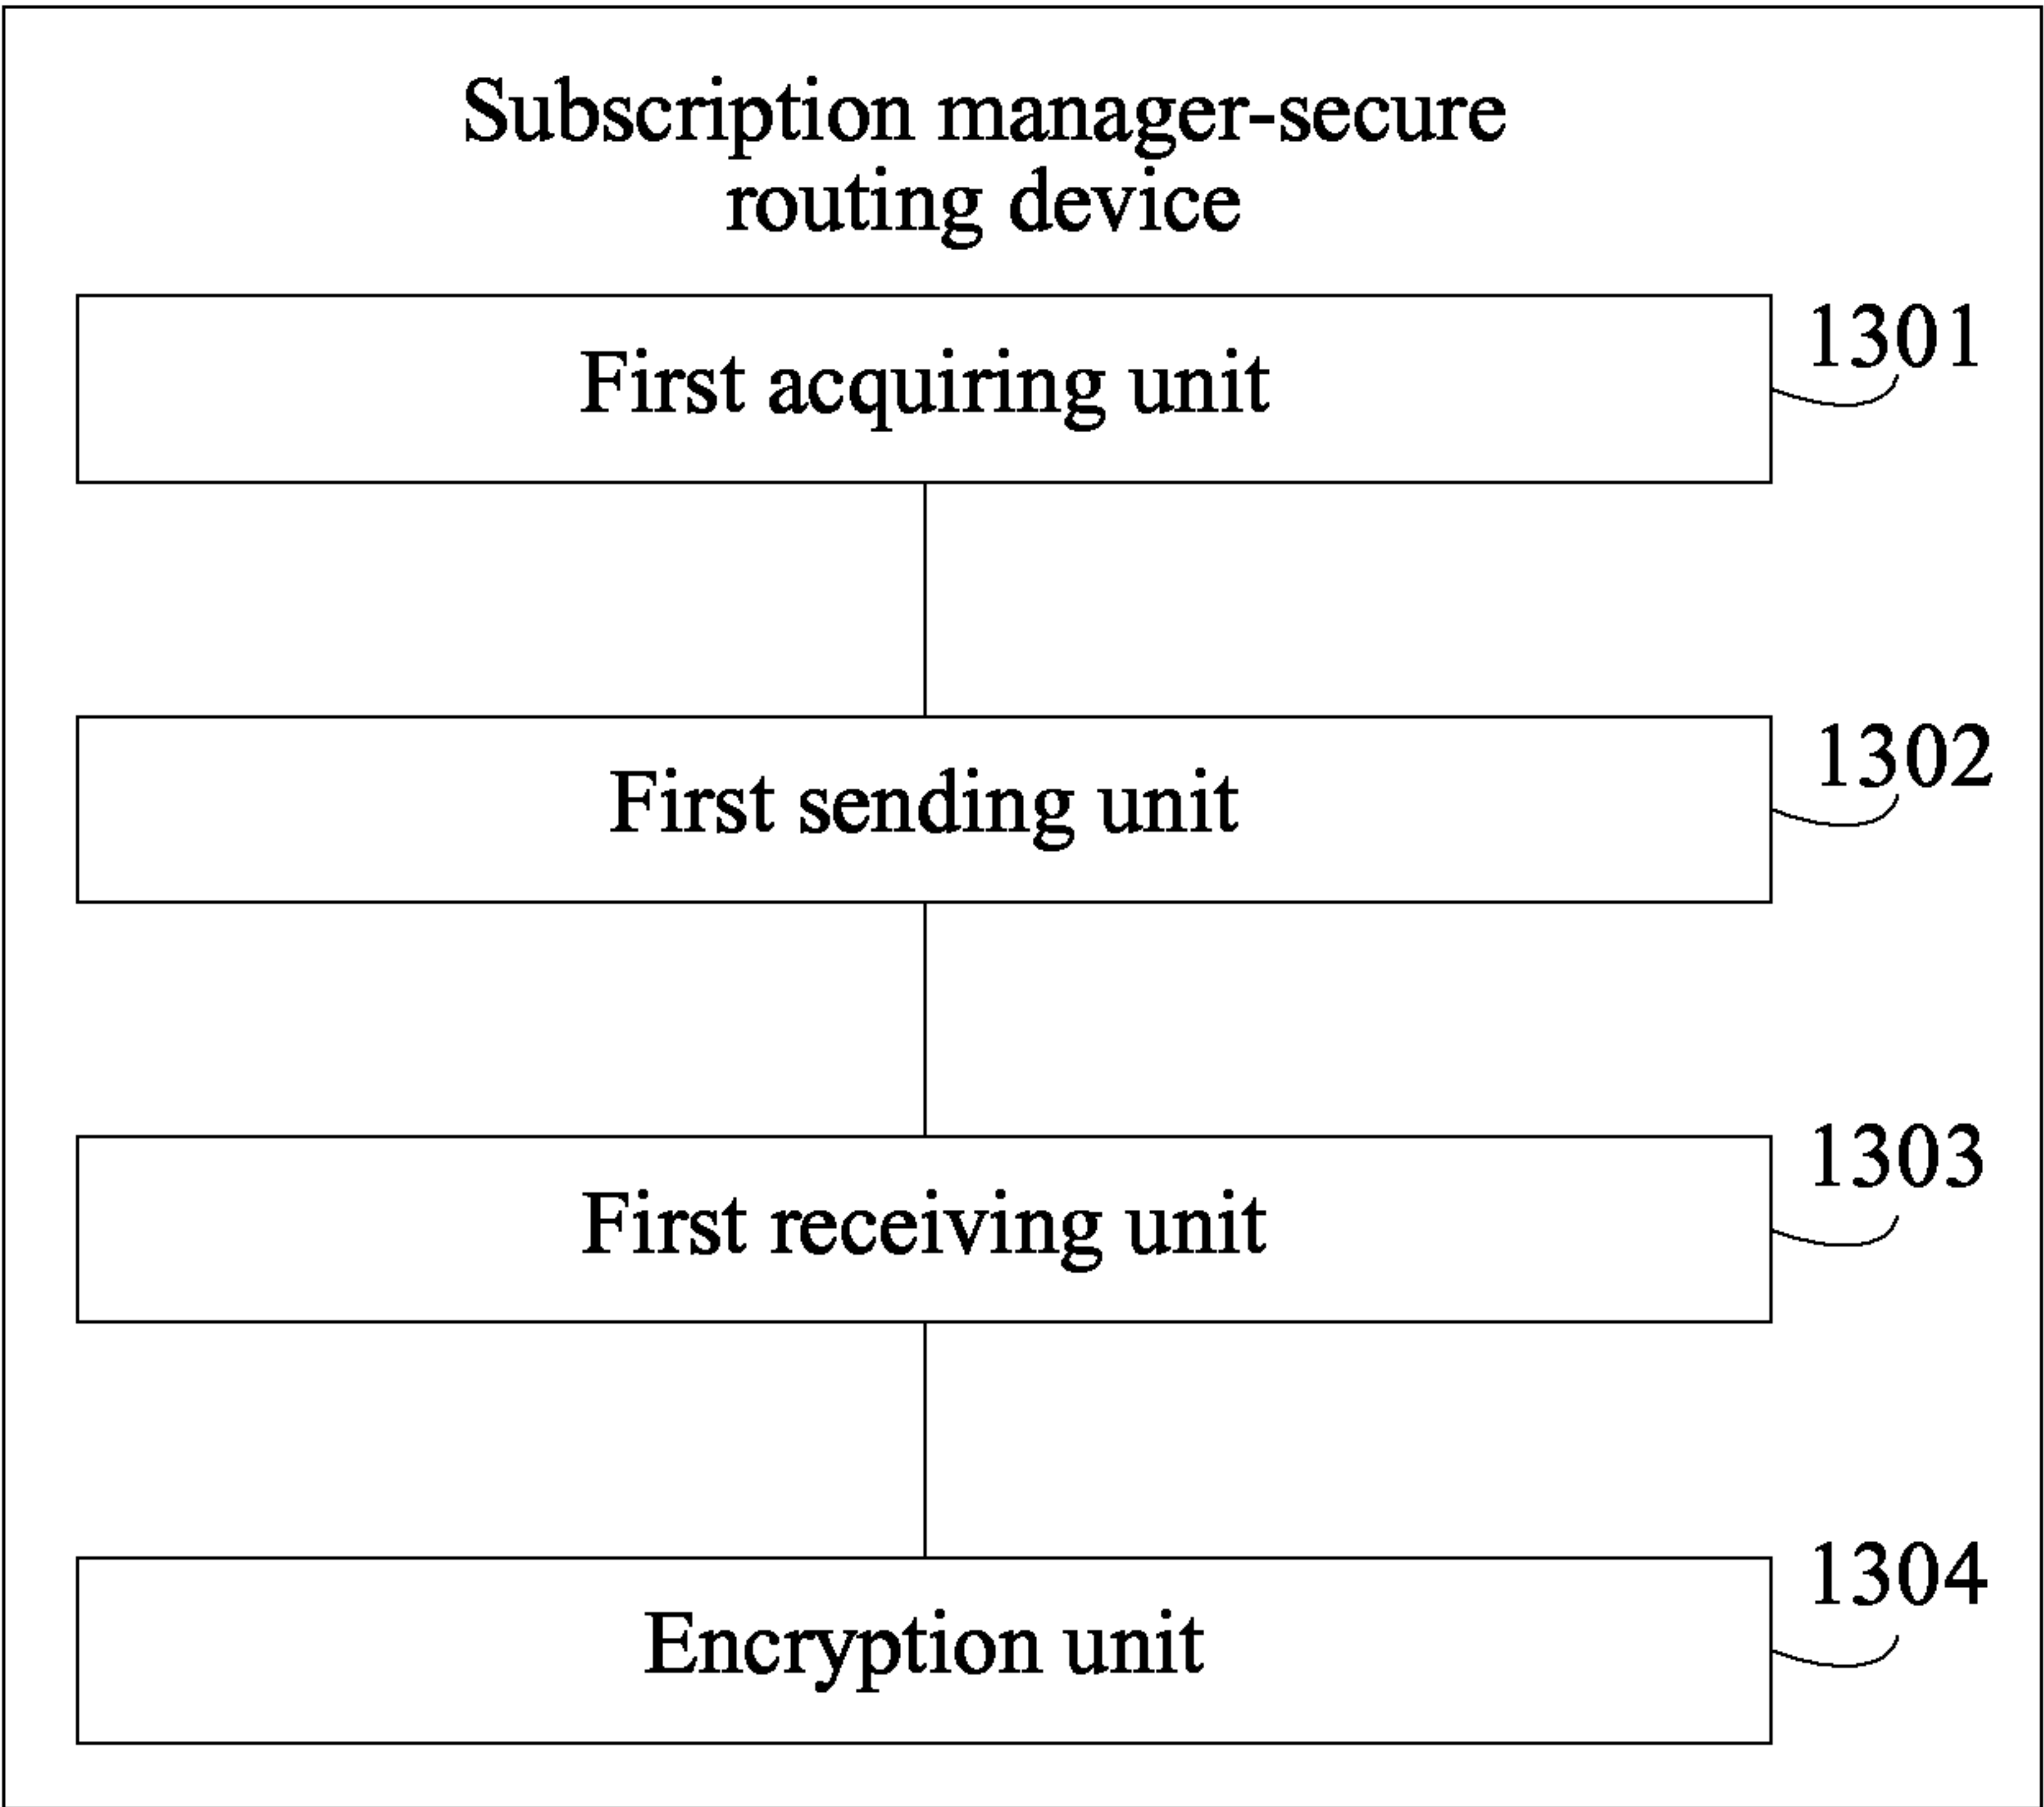 Subscription manager-secure
routing device
First acquiring unit
1301
First sending unit
1302
First receiving unit
1303
Encryption unit
1304